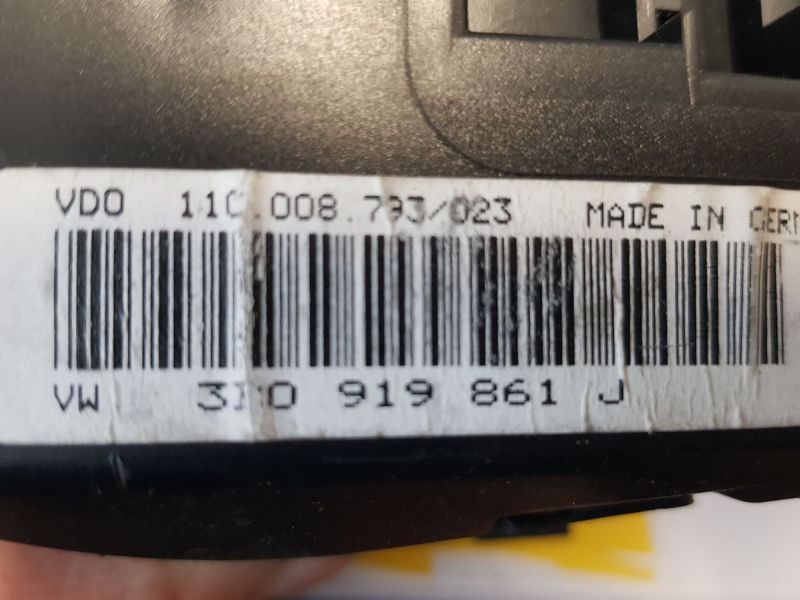 VDO 110.008.793/023 MADE IN GERM
VW 3B0 919 861 J